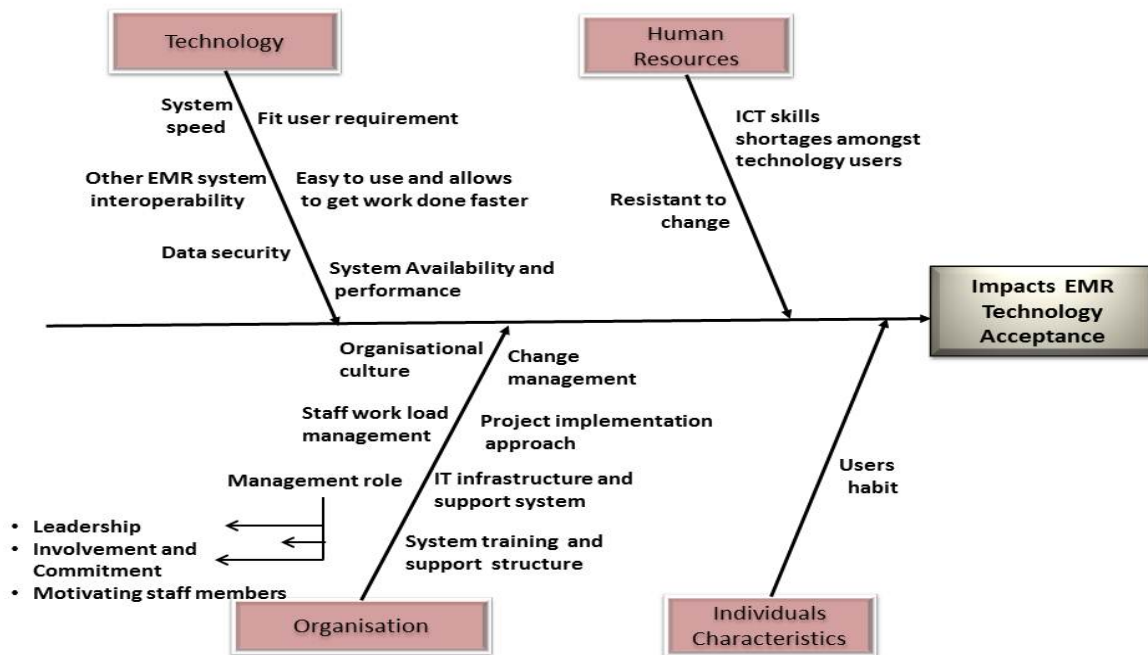 Technology
Human
Resources
System
speed
Fit user requirement
ICT skills
shortages amongst
technology users
Other EMR system
interoperability
Easy to use and allows
to get work done faster
Resistant to
change
Data security
System Availability and
performance
Impacts EMR
Technology
Acceptance
Organisational
culture
Change
management
Staff work load
management
Project implementation
approach
Users
habit
Management role
IT infrastructure and
support system
• Leadership
• Involvement and
Commitment
• Motivating staff members
System training and
support structure
Organisation
Individuals
Characteristics